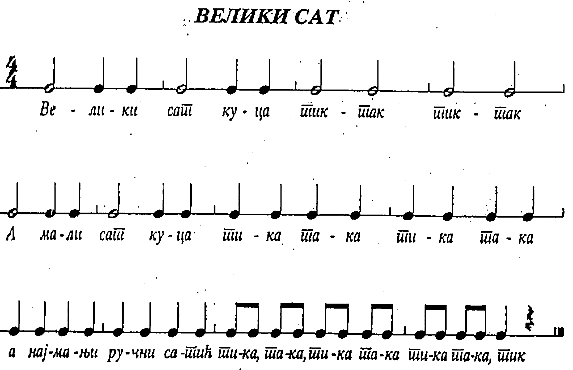 ВЕЛИКИ САТ
4
4
Ве - ли - ки сат ку - ца тик - так тик - так
А ма - ли сат ку - ца ти - ка та - ка ти - ка та - ка
а нај-ма-њи ру-чни са-тић ти-ка, та-ка, ти-ка та-ка ти-ка та-ка, тик